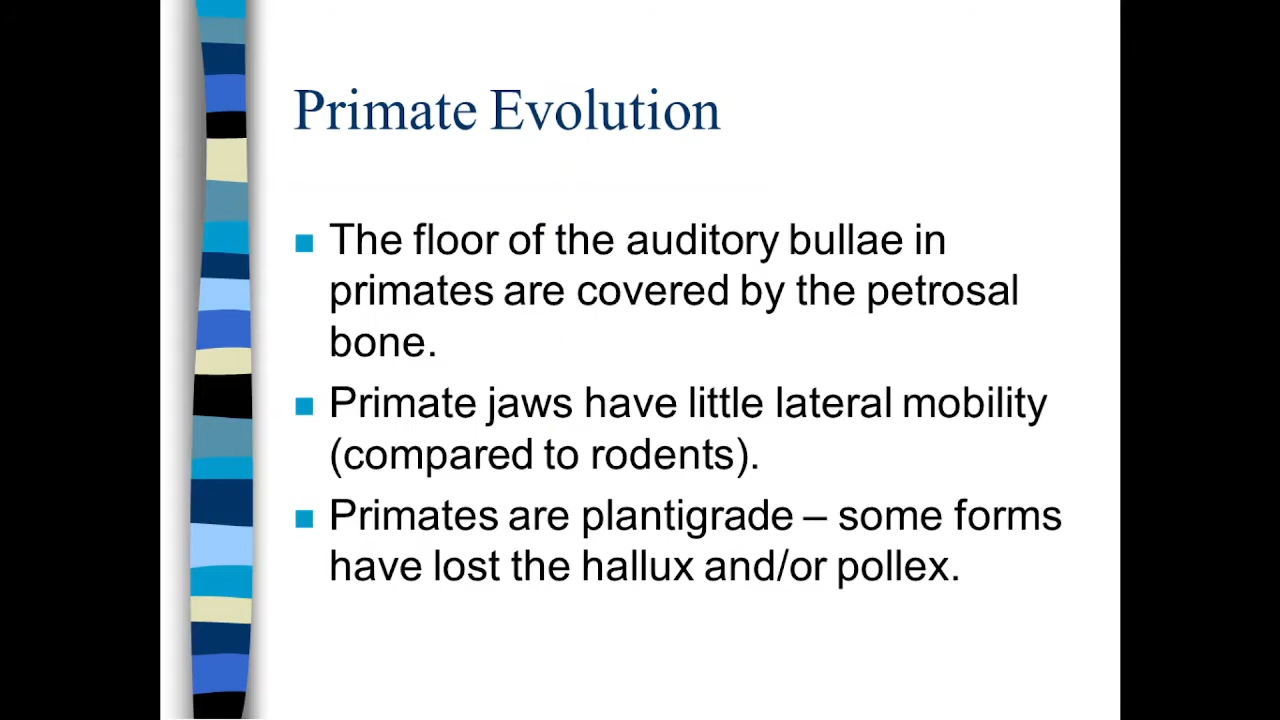 Primate Evolution
■ The floor of the auditory bullae in
primates are covered by the petrosal
bone.
■ Primate jaws have little lateral mobility
(compared to rodents).
■ Primates are plantigrade – some forms
have lost the hallux and/or pollex.